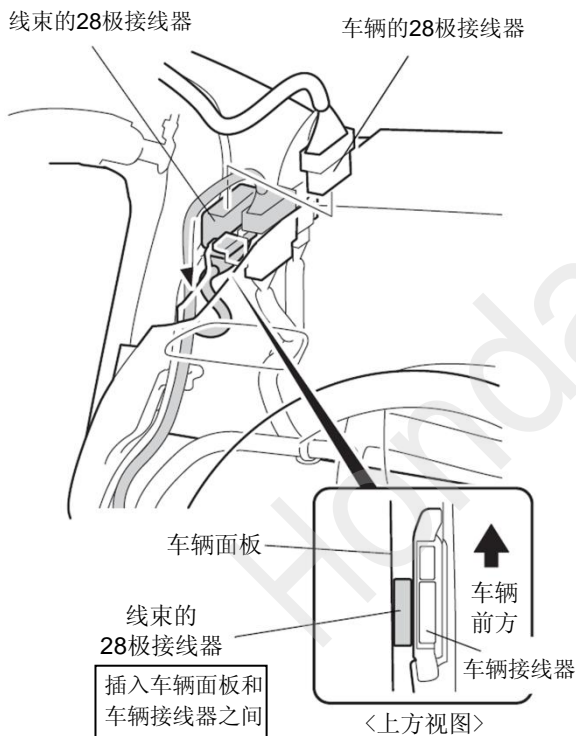 线束的28极接线器
车辆的28极接线器
Honda
车辆面板
车辆
前方
线束的
28极接线器
车辆接线器
插入车辆面板和
车辆接线器之间
〈上方视图〉